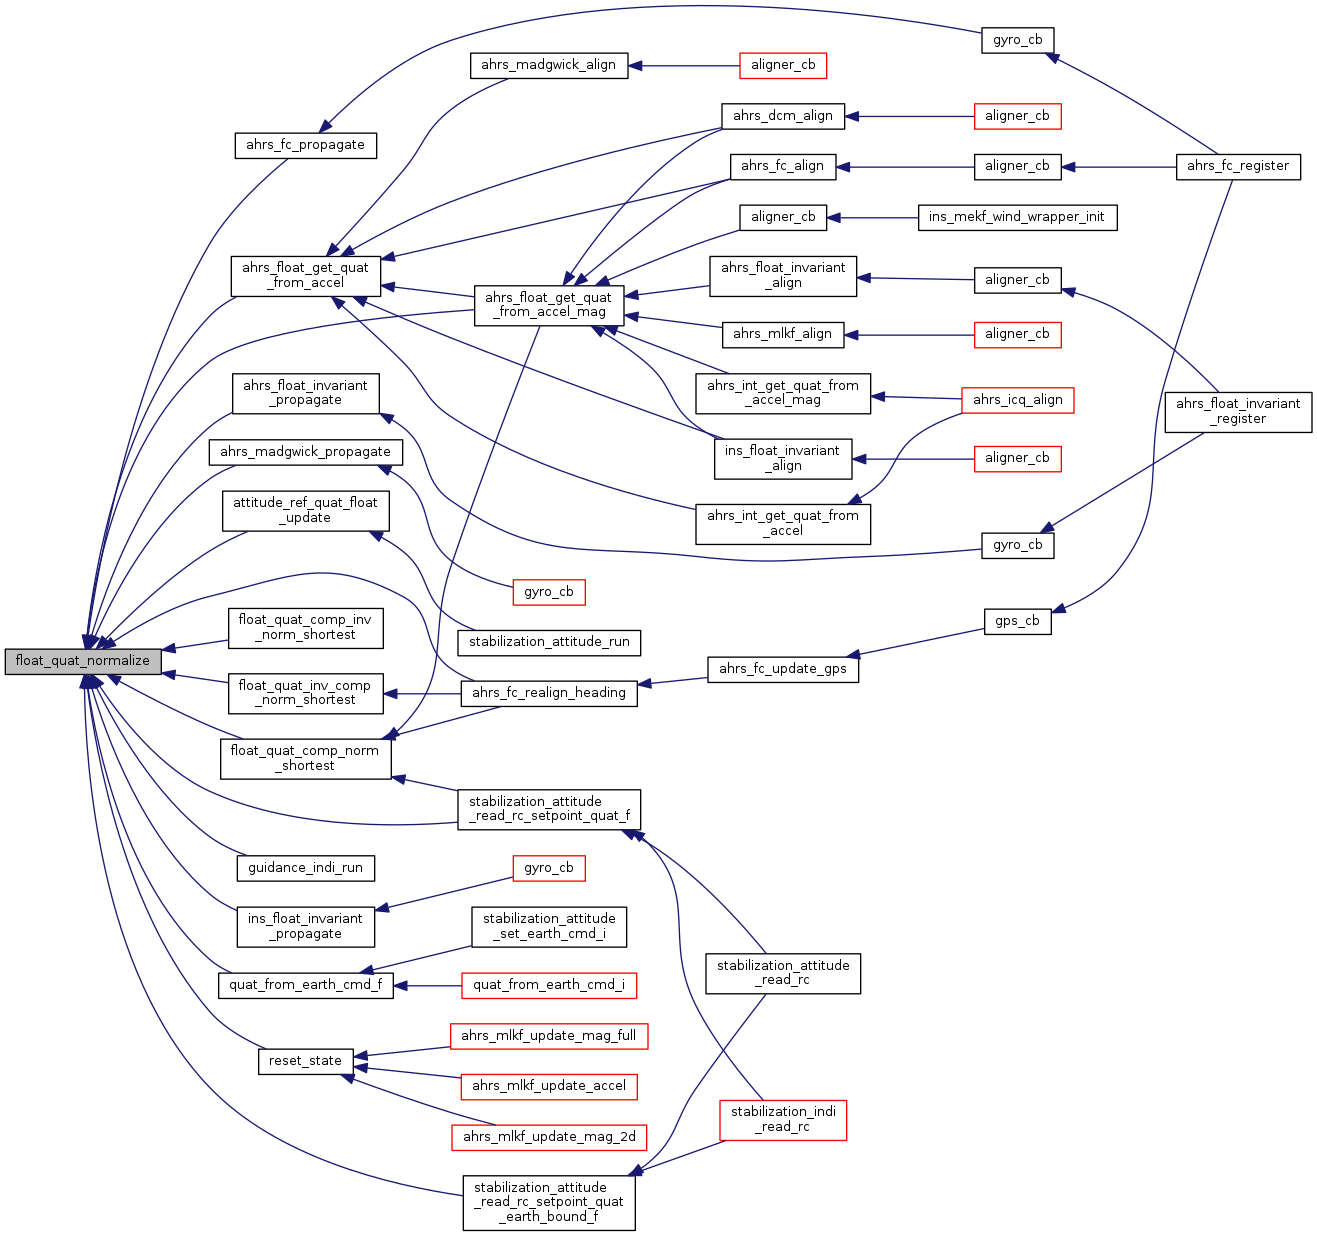 gyro_cb
ahrs_madgwick_align
aligner_cb
ahrs_dcm_align
aligner_cb
ahrs_fc_propagate
ahrs_fc_align
aligner_cb
ahrs_fc_register
aligner_cb
ins_mekf_wind_wrapper_init
ahrs_float_get_quat
_from_accel
ahrs_float_invariant
_align
aligner_cb
ahrs_float_get_quat
_from_accel_mag
ahrs_mlkf_align
aligner_cb
ahrs_float_invariant
_propagate
ahrs_int_get_quat_from
_accel_mag
ahrs_icq_align
ahrs_float_invariant
_register
ahrs_madgwick_propagate
ins_float_invariant
_align
aligner_cb
attitude_ref_quat_float
_update
ahrs_int_get_quat_from
_accel
gyro_cb
gyro_cb
float_quat_comp_inv
_norm_shortest
gps_cb
stabilization_attitude_run
float_quat_normalize
ahrs_fc_update_gps
float_quat_inv_comp
_norm_shortest
ahrs_fc_realign_heading
float_quat_comp_norm
_shortest
stabilization_attitude
_read_rc_setpoint_quat_f
guidance_indi_run
gyro_cb
ins_float_invariant
_propagate
stabilization_attitude
_set_earth_cmd_i
stabilization_attitude
_read_rc
quat_from_earth_cmd_f
quat_from_earth_cmd_i
ahrs_mlkf_update_mag_full
reset_state
ahrs_mlkf_update_accel
stabilization_indi
_read_rc
ahrs_mlkf_update_mag_2d
stabilization_attitude
_read_rc_setpoint_quat
_earth_bound_f